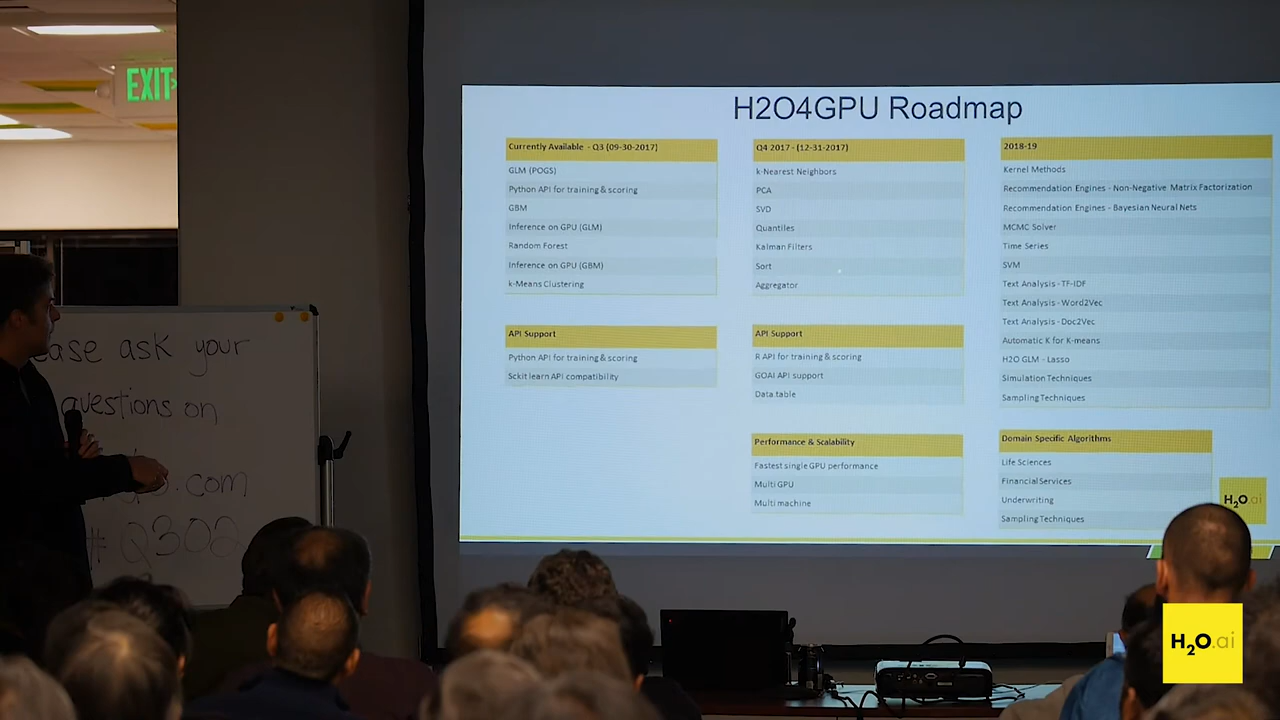 EXIT
ase ask your
questions on
.com
# Q302
H2O4GPU Roadmap
Currently Available - Q3 (09-30-2017)
GLM (POGS)
Python API for training & scoring
GBM
Inference on GPU (GLM)
Random Forest
Inference on GPU (GBM)
k-Means Clustering
API Support
Python API for training & scoring
Sckit learn API compatibility
Q4 2017 - (12-31-2017)
k-Nearest Neighbors
PCA
SVD
Quantiles
Kalman Filters
Sort
Aggregator
API Support
R API for training & scoring
GOAI API support
Data.table
Performance & Scalability
Fastest single GPU performance
Multi GPU
Multi machine
2018-19
Kernel Methods
Recommendation Engines - Non-Negative Matrix Factorization
Recommendation Engines - Bayesian Neural Nets
MCMC Solver
Time Series
SVM
Text Analysis - TF-IDF
Text Analysis - Word2Vec
Text Analysis - Doc2Vec
Automatic K for K-means
H2O GLM - Lasso
Simulation Techniques
Sampling Techniques
Domain Specific Algorithms
Life Sciences
Financial Services
Underwriting
Sampling Techniques
H2O.ai
H2O.ai